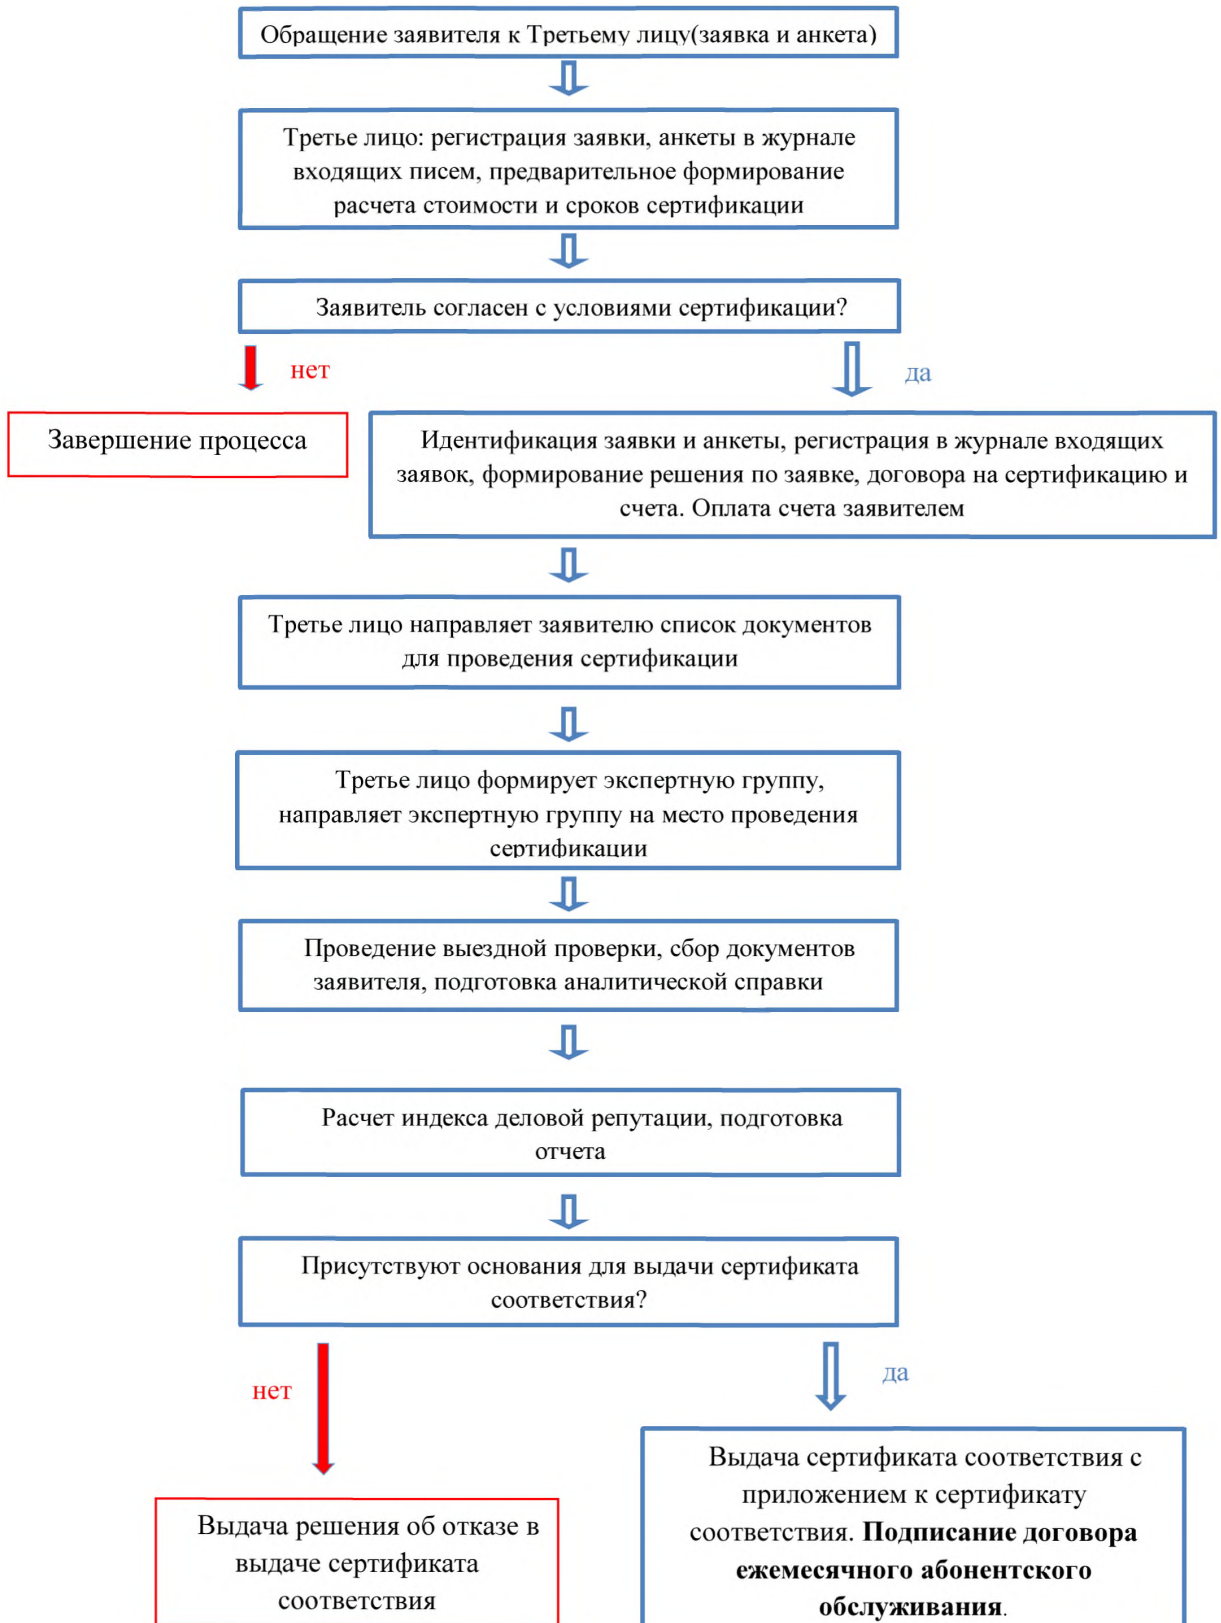 Обращение заявителя к Третьему лицу(заявка и анкета)
Третье лицо: регистрация заявки, анкеты в журнале
входящих писем, предварительное формирование
расчета стоимости и сроков сертификации
Заявитель согласен с условиями сертификации?
нет
да
Завершение процесса
Идентификация заявки и анкеты, регистрация в журнале входящих
заявок, формирование решения по заявке, договора на сертификацию и
счета. Оплата счета заявителем
Третье лицо направляет заявителю список документов
для проведения сертификации
Третье лицо формирует экспертную группу,
направляет экспертную группу на место проведения
сертификации
Проведение выездной проверки, сбор документов
заявителя, подготовка аналитической справки
Расчет индекса деловой репутации, подготовка
отчета
Присутствуют основания для выдачи сертификата
соответствия?
нет
да
Выдача решения об отказе в
выдаче сертификата
соответствия
Выдача сертификата соответствия с
приложением к сертификату
соответствия. Подписание договора
ежемесячного абонентского
обслуживания.